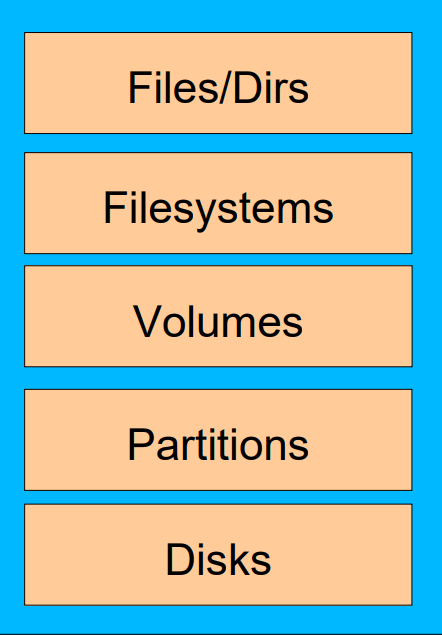 Files/Dirs
Filesystems
Volumes
Partitions
Disks